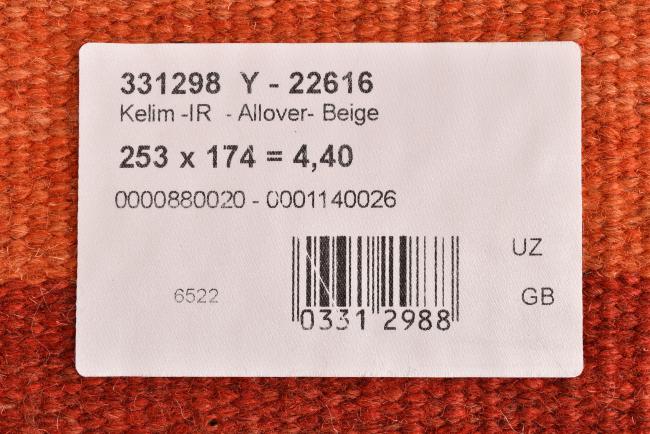 331298 Y - 22616
Kelim -IR - Allover- Beige
253 x 174 = 4,40
0000880020 - 0001140026
UZ
6522
GB
0331 2988